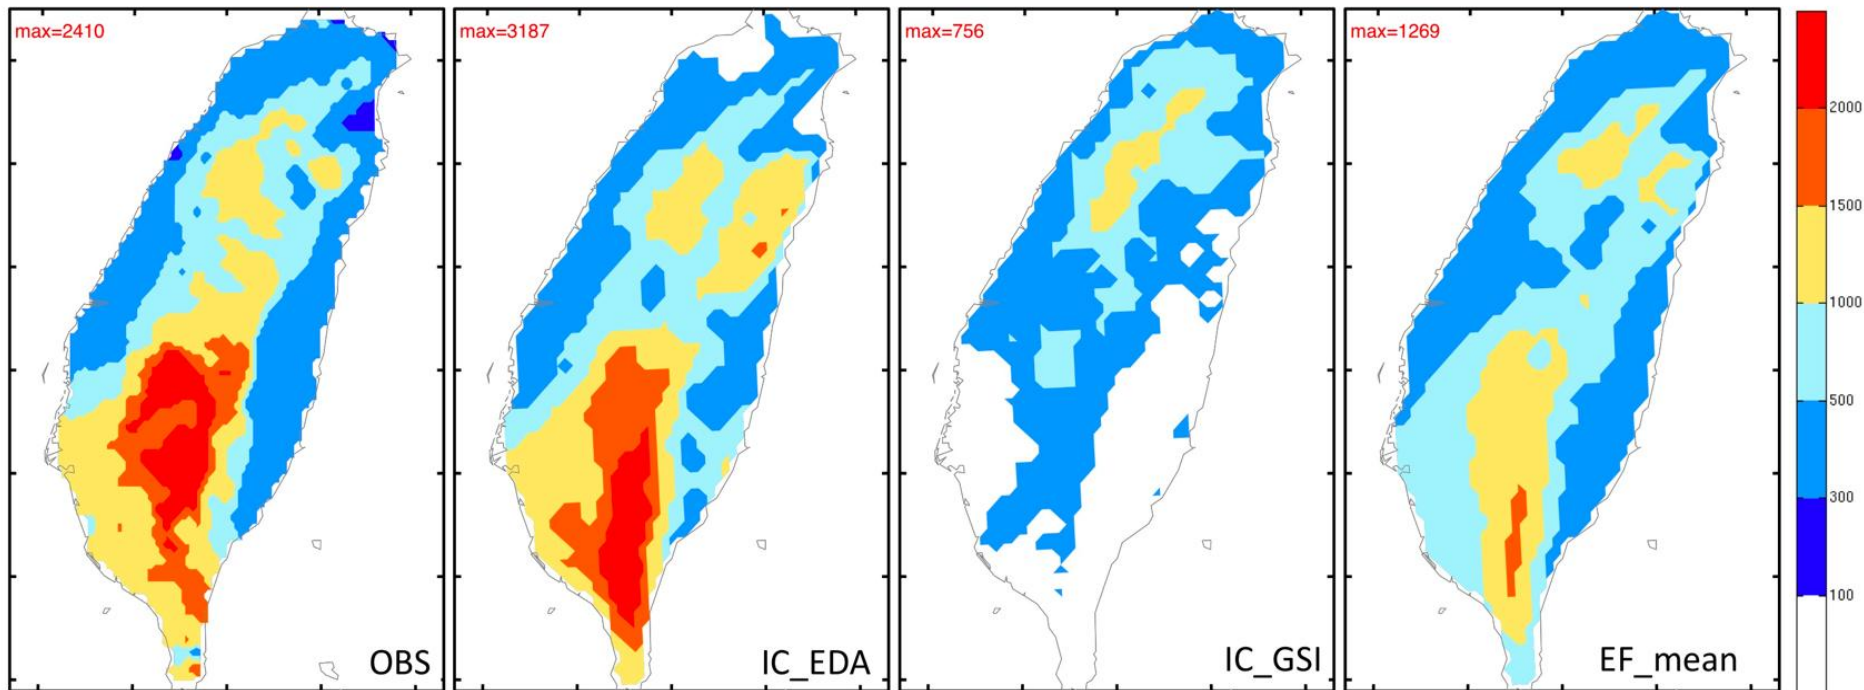 max=2410
max=3187
max=756
max=1269
2000
1500
1000
500
300
100
OBS
IC_EDA
IC_GSI
EF_mean